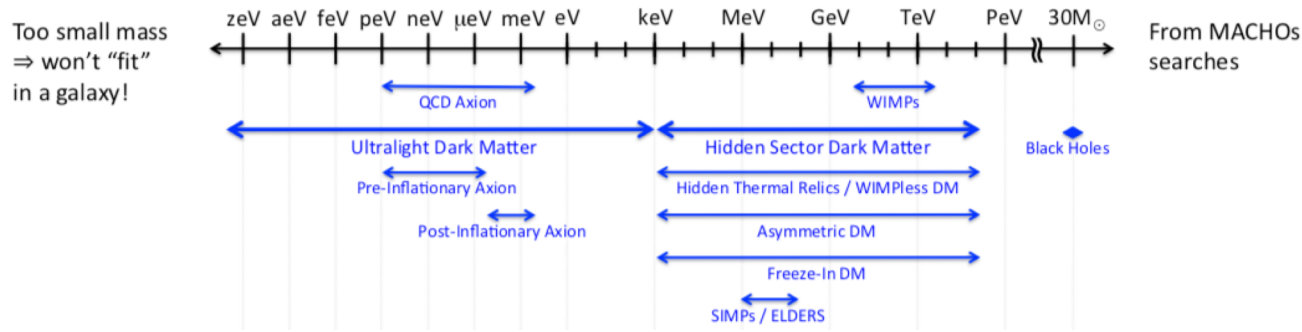 zeV aeV feV peV neV μeV meV eV keV MeV GeV TeV PeV 30M☉
Too small mass
⇒ won’t “fit”
in a galaxy!
From MACHOs
searches
QCD Axion
WIMPs
Ultralight Dark Matter
Hidden Sector Dark Matter
Black Holes
Pre-Inflationary Axion
Hidden Thermal Relics / WIMPless DM
Post-Inflationary Axion
Asymmetric DM
Freeze-In DM
SIMPs / ELDERS